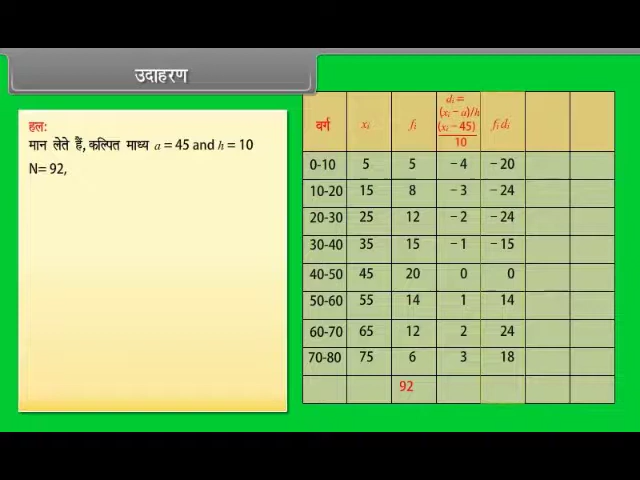 उदाहरण
हल:
मान लेते हैं, कल्पित माध्य a = 45 and h = 10
N= 92,
वर्ग xi fi di = (xi – a)/h (xi – 45) 10 fi di
0-10 5 5 – 4 – 20
10-20 15 8 – 3 – 24
20-30 25 12 – 2 – 24
30-40 35 15 – 1 – 15
40-50 45 20 0 0
50-60 55 14 1 14
60-70 65 12 2 24
70-80 75 6 3 18
92